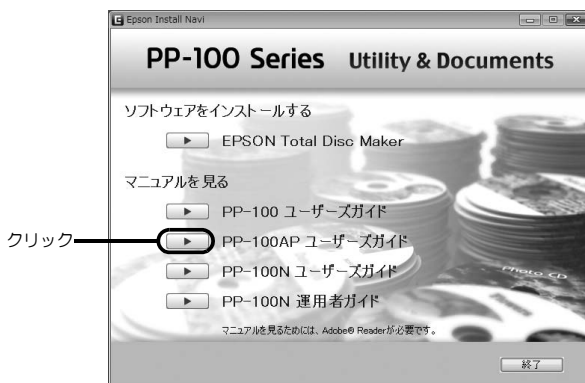 Epson Install Navi
PP-100 Series Utility & Documents
ソフトウェアをインストールする
EPSON Total Disc Maker
マニュアルを見る
PP-100 ユーザーズガイド
クリック
PP-100AP ユーザーズガイド
PP-100N ユーザーズガイド
PP-100N 運用者ガイド
Photo CD
マニュアルを見るためには、Adobe® Readerが必要です。
終了